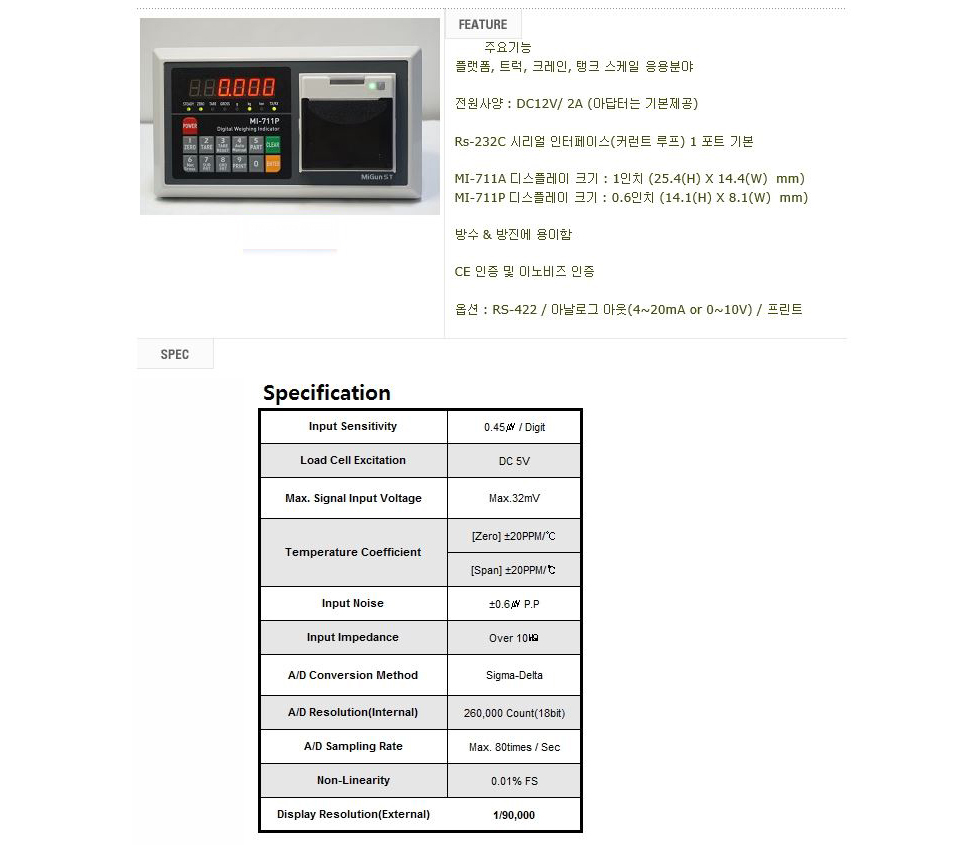 FEATURE
주요기능
플랫폼, 트럭, 크레인, 탱크 스케일 응용분야
전원사양 : DC12V/ 2A (아답터는 기본제공)
Rs-232C 시리얼 인터페이스(커런트 루프) 1 포트 기본
MI-711A 디스플레이 크기 : 1인치 (25.4(H) X 14.4(W) mm)
MI-711P 디스플레이 크기 : 0.6인치 (14.1(H) X 8.1(W) mm)
방수 & 방진에 용이함
CE 인증 및 이노비즈 인증
옵션 : RS-422 / 아날로그 아웃(4~20mA or 0~10V) / 프린트
0.000
STEADY ZERO TARE GROSS g kg ton
MI-711P
Digital Weighing Indicator
POWER
1 ZERO 2 TARE 3 TARE RESET 4 5 PART CLEAR
6 7 8 9 PRINT 0 ENTER
MiGun ST
SPEC
Specification
Input Sensitivity 0.45㎶ / Digit
Load Cell Excitation DC 5V
Max. Signal Input Voltage Max.32mV
Temperature Coefficient [Zero] ±20PPM/℃
[Span] ±20PPM/℃
Input Noise ±0.6㎶ P.P
Input Impedance Over 10㏁
A/D Conversion Method Sigma-Delta
A/D Resolution(Internal) 260,000 Count(18bit)
A/D Sampling Rate Max. 80times / Sec
Non-Linearity 0.01% FS
Display Resolution(External) 1/90,000